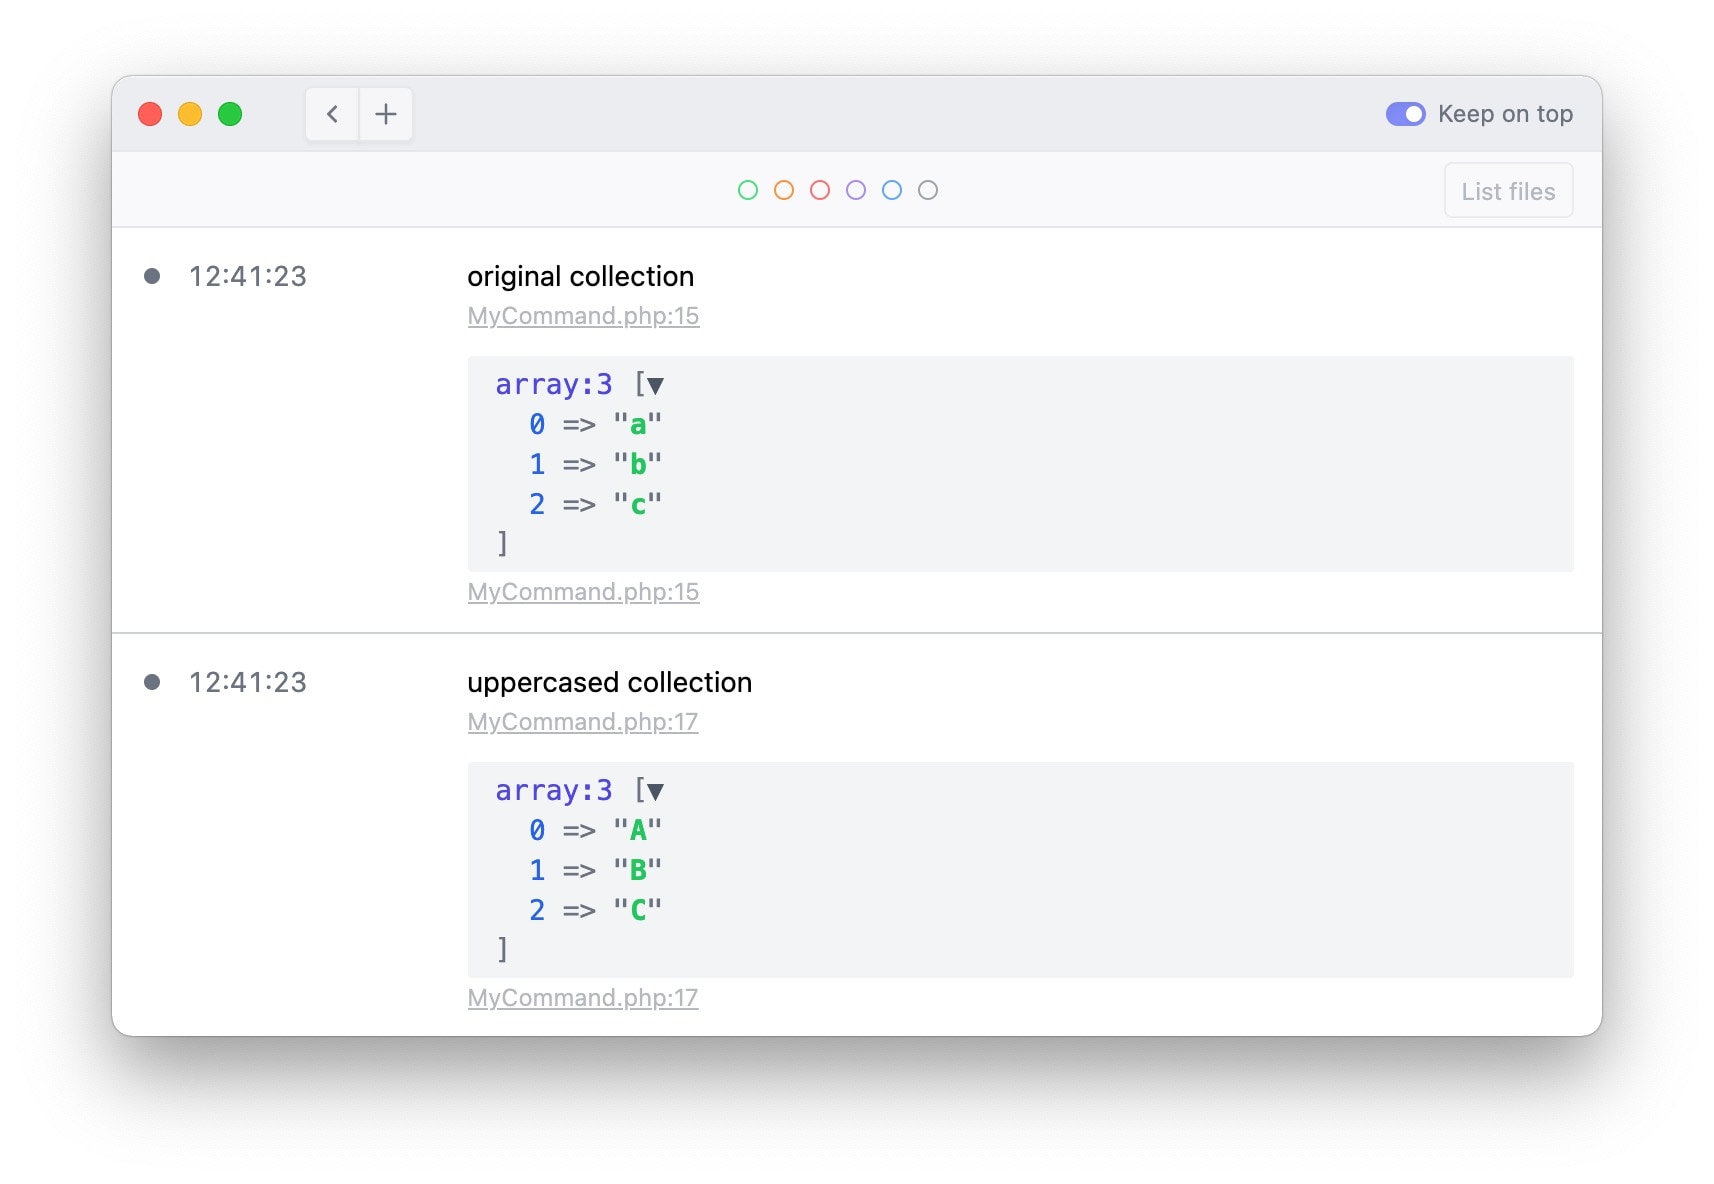 Keep on top
List files
12:41:23 original collection
MyCommand.php:15
array:3 [▼
  0 => "a"
  1 => "b"
  2 => "c"
]
MyCommand.php:15
12:41:23 uppercased collection
MyCommand.php:17
array:3 [▼
  0 => "A"
  1 => "B"
  2 => "C"
]
MyCommand.php:17